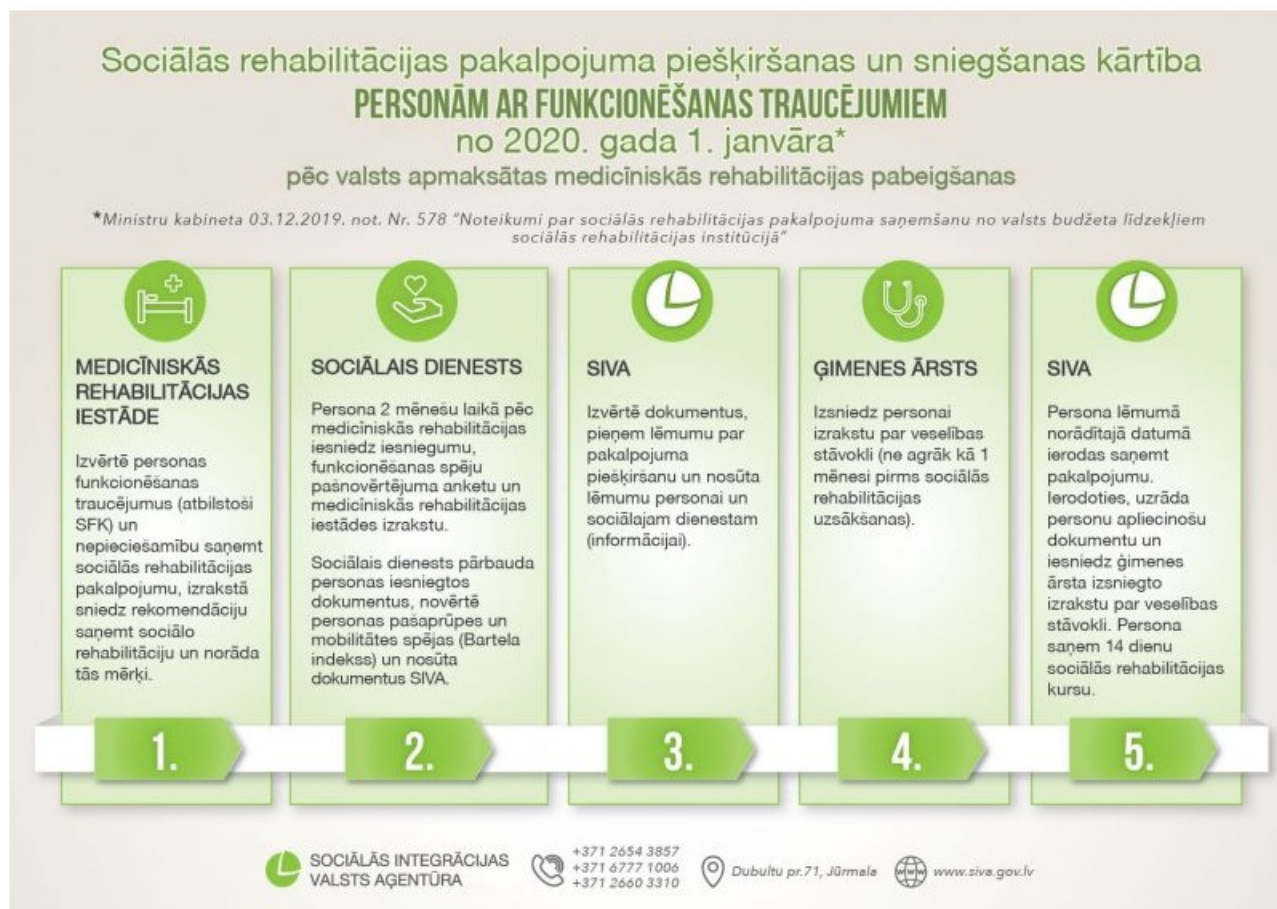 Sociālās rehabilitācijas pakalpojuma piešķiršanas un sniegšanas kārtība
PERSONĀM AR FUNKCIONĒŠANAS TRAUCĒJUMIEM
no 2020. gada 1. janvāra*
pēc valsts apmaksātas medicīniskās rehabilitācijas pabeigšanas
*Ministru kabineta 03.12.2019. not. Nr. 578 "Noteikumi par sociālās rehabilitācijas pakalpojuma saņemšanu no valsts budžeta līdzekļiem
sociālās rehabilitācijas institūcijā"
MEDICĪNISKĀS
REHABILITĀCIJAS
IESTĀDE
Izvērtē personas
funkcionēšanas
traucējumus (atbilstoši
SFK) un
nepieciešamību saņemt
sociālās rehabilitācijas
pakalpojumu, izrakstā
sniedz rekomendāciju
saņemt sociālo
rehabilitāciju un norāda
tās mērķi.
1.
SOCIĀLAIS DIENESTS
Persona 2 mēnešu laikā pēc
medicīniskās rehabilitācijas
iesniedz iesniegumu,
funkcionēšanas spēju
pašnovērtējuma anketu un
medicīniskās rehabilitācijas
iestādes izrakstu.
Sociālais dienests pārbauda
personas iesniegtos
dokumentus, novērtē
personas pašaprūpes un
mobilitātes spējas (Bartela
indekss) un nosūta
dokumentus SIVA.
2.
SIVA
Izvērtē dokumentus,
pieņem lēmumu par
pakalpojuma
piešķiršanu un nosūta
lēmumu personai un
sociālajam dienestam
(informācijai).
3.
ĢIMENES ĀRSTS
Izsniedz personai
izrakstu par veselības
stāvokli (ne agrāk kā 1
mēnesi pirms sociālās
rehabilitācijas
uzsākšanas).
4.
SIVA
Persona lēmumā
norādītajā datumā
ierodas saņemt
pakalpojumu.
Ierodoties, uzrāda
personu apliecinošu
dokumentu un
iesniedz ģimenes
ārsta izsniegto
izrakstu par veselības
stāvokli. Persona
saņem 14 dienu
sociālās rehabilitācijas
kursu.
5.
SOCIĀLĀS INTEGRĀCIJAS
VALSTS AĢENTŪRA
+371 2654 3857
+371 6777 1006
+371 2660 3310
Dubultu pr.71, Jūrmala
www
www.siva.gov.lv